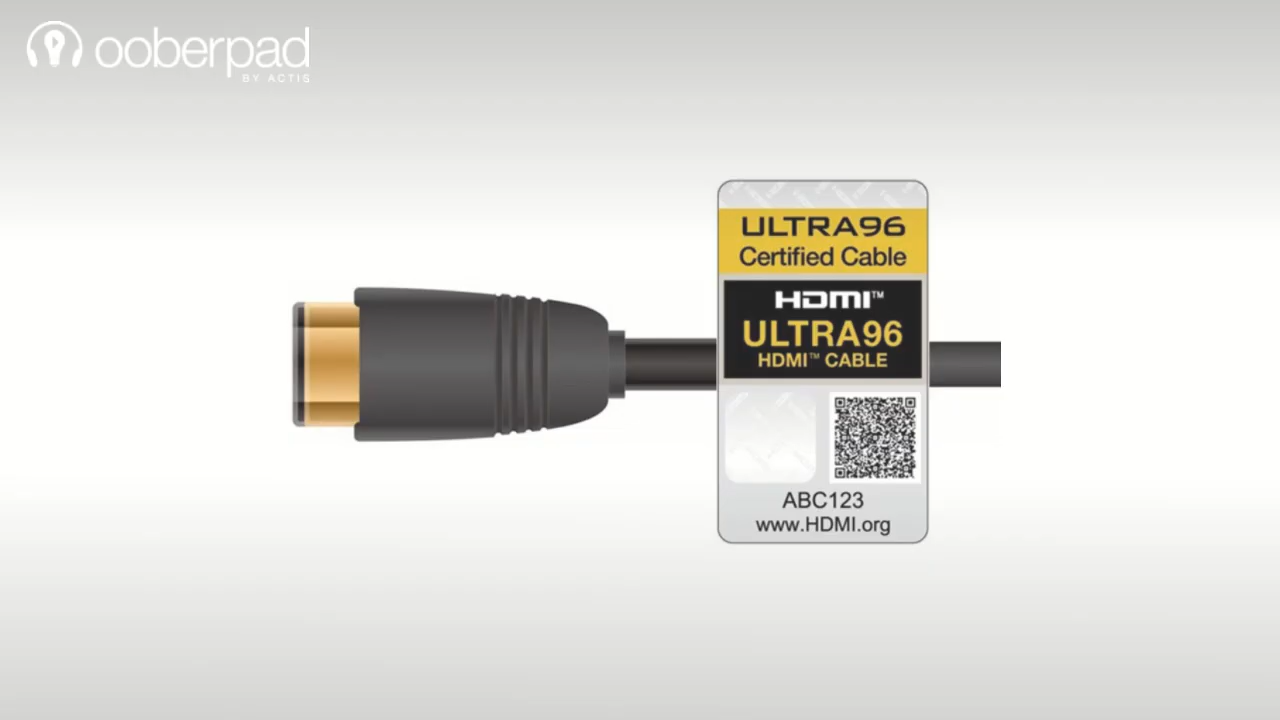 ooberpad
BY ACTIS
ULTRA96
Certified Cable
HDMI™
ULTRA96
HDMI™ CABLE
ABC123
www.HDMI.org